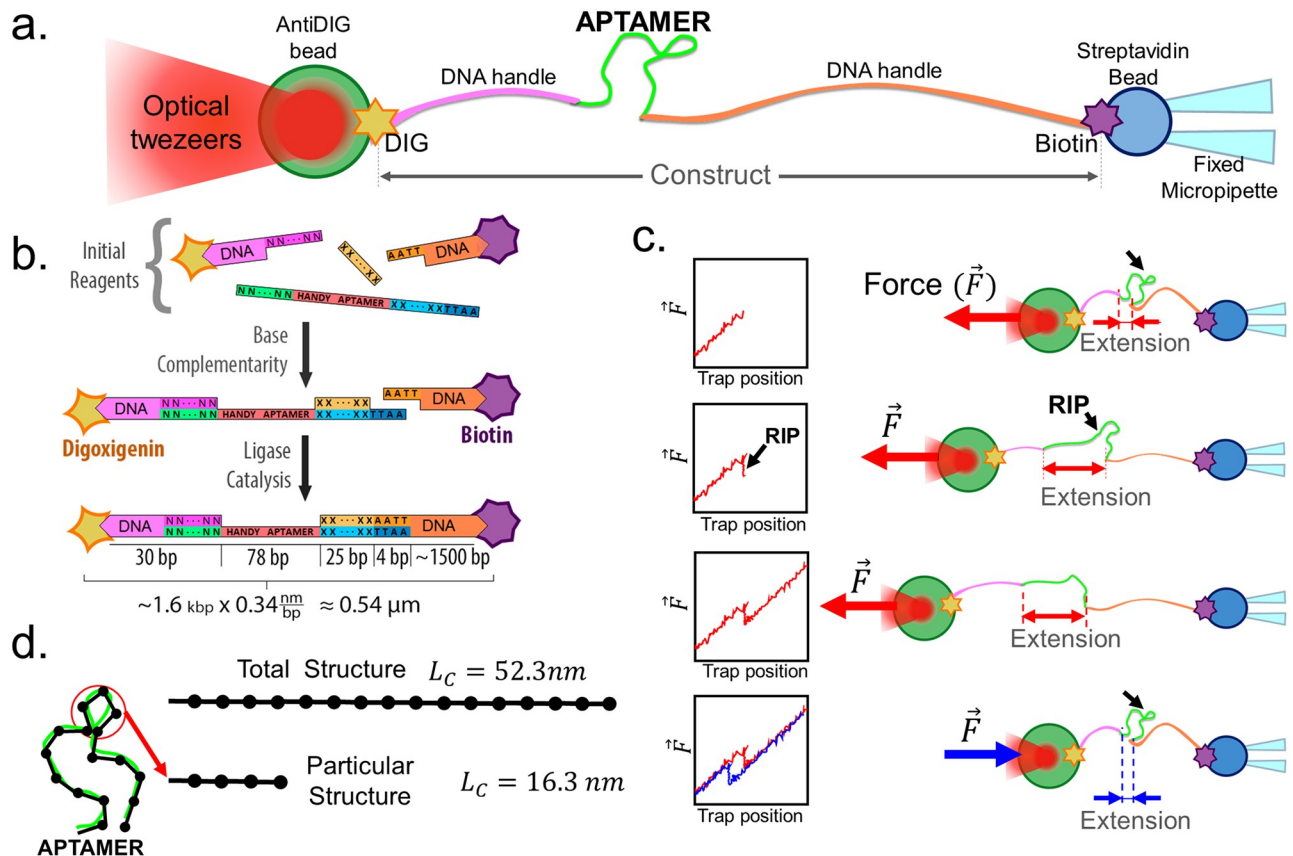 a.
AntiDIG
bead
APTAMER
Streptavidin
Bead
DNA handle
DNA handle
Optical
twezeers
DIG
Biotin
Construct
Fixed
Micropipette
b.
Initial
Reagents
DNA
NN···NN
XX····XX
AATT
DNA
NN···NN HANDY APTAMER XX···XXTTAA
Base
Complementarity
DNA
NN···NN
XX···XX
AATT
DNA
NN···NN HANDY APTAMER XX···XXTTAA
Digoxigenin
Biotin
Ligase
Catalysis
DNA
NN···NN
XX···XXAATT
DNA
NN···NN HANDY APTAMER XX···XXTTAA
30 bp
78 bp
25 bp
4 bp
~1500 bp
~1.6 kbp x 0.34 nm/bp ≈ 0.54 µm
c.
F⃗
Trap position
Force (F⃗)
Extension
F⃗
RIP
Trap position
F⃗
RIP
Extension
F⃗
Trap position
F⃗
Extension
F⃗
Trap position
F⃗
Extension
d.
Total Structure L_C = 52.3nm
Particular
Structure
L_C = 16.3 nm
APTAMER